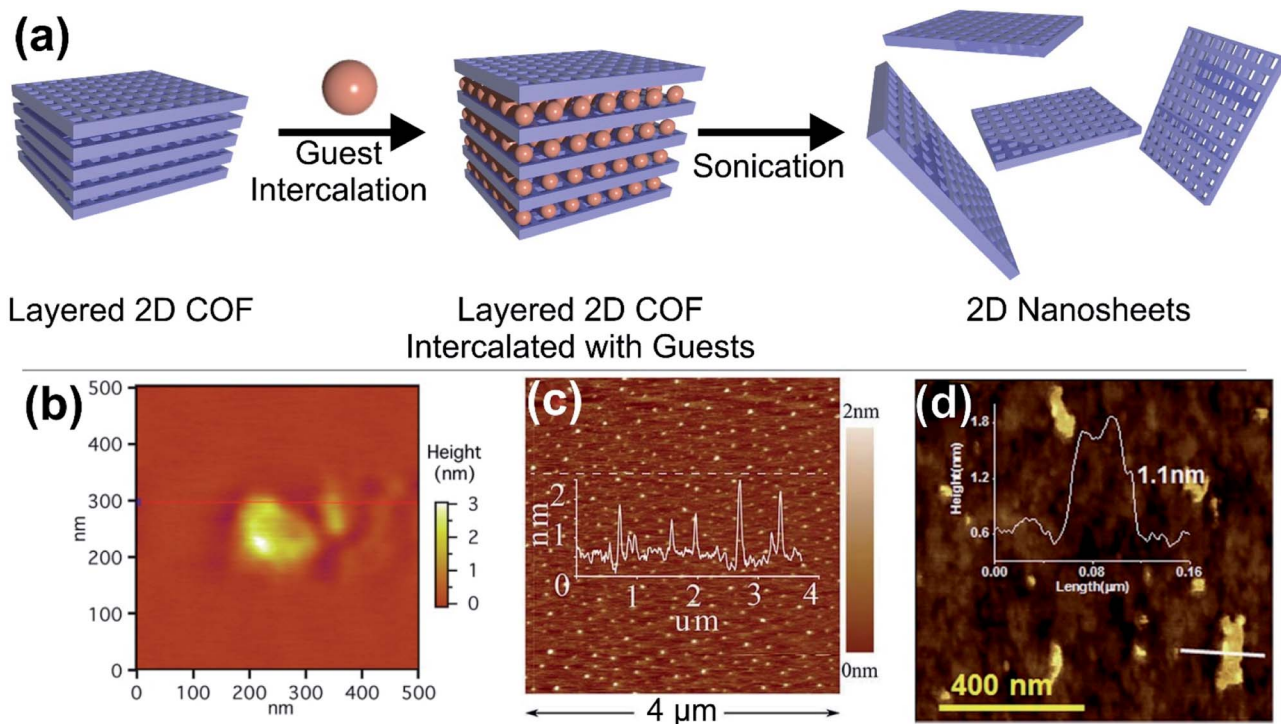 (a)
Guest
Intercalation
Sonication
Layered 2D COF
Layered 2D COF
Intercalated with Guests
2D Nanosheets
(b)
500
400
300
200
100
0
nm
0
100
200
300
400
500
nm
Height
(nm)
3
2
1
0
(c)
2nm
0nm
nm
2
1
0
1
2
3
4
um
4 µm
(d)
Height(nm)
1.8
1.2
0.6
1.1nm
0.00
0.08
0.16
Length(µm)
400 nm